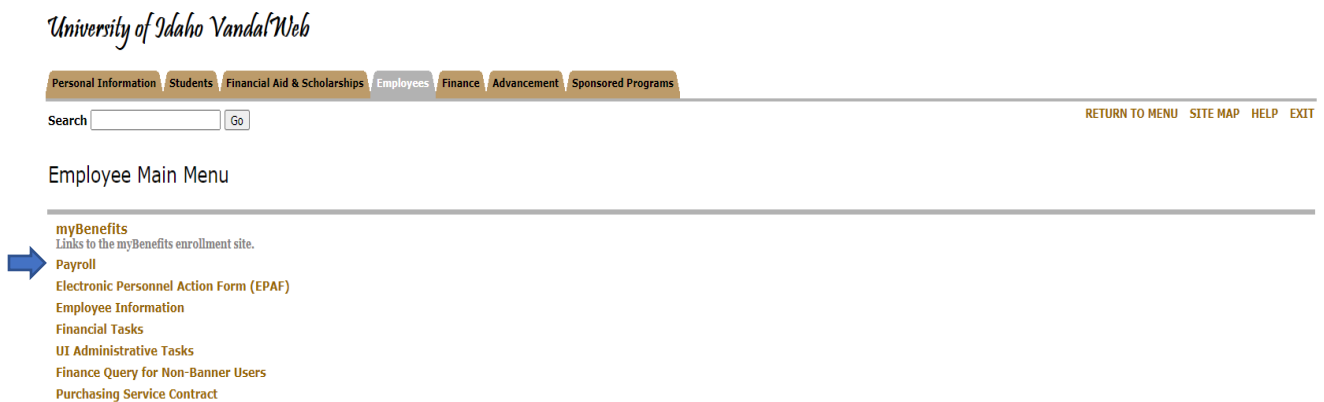 University of Idaho VandalWeb
Personal Information Students Financial Aid & Scholarships Employees Finance Advancement Sponsored Programs
Search Go RETURN TO MENU SITE MAP HELP EXIT
Employee Main Menu
myBenefits
Links to the myBenefits enrollment site.
Payroll
Electronic Personnel Action Form (EPAF)
Employee Information
Financial Tasks
UI Administrative Tasks
Finance Query for Non-Banner Users
Purchasing Service Contract